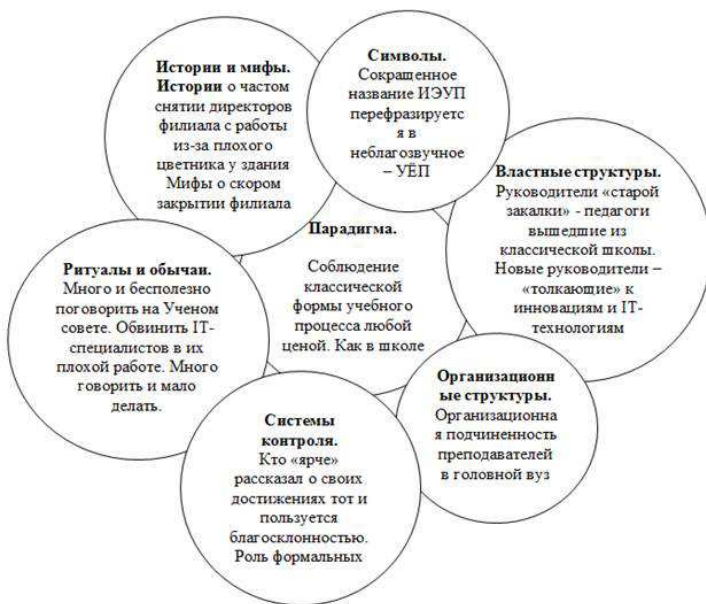 Истории и мифы.
Истории о частом
снятии директоров
филиала с работы
из-за плохого
цветника у здания
Мифы о скором
закрытии филиала
Символы.
Сокращенное
название ИЭУП
перефразируетс
я в
неблагозвучное
– УЁП
Властные структуры.
Руководители «старой
закалки» - педагоги
вышедшие из
классической школы.
Новые руководители –
«толкающие» к
инновациям и IT-
технологиям
Парадигма.
Соблюдение
классической
формы учебного
процесса любой
ценой. Как в школе
Ритуалы и обычаи.
Много и бесполезно
поговорить на Ученом
совете. Обвинить IT-
специалистов в их
плохой работе. Много
говорить и мало
делать.
Организационн
ые структуры.
Организационна
я подчиненность
преподавателей
в головной вуз
Системы
контроля.
Кто «ярче»
рассказал о своих
достижениях тот и
пользуется
благосклонностью.
Роль формальных